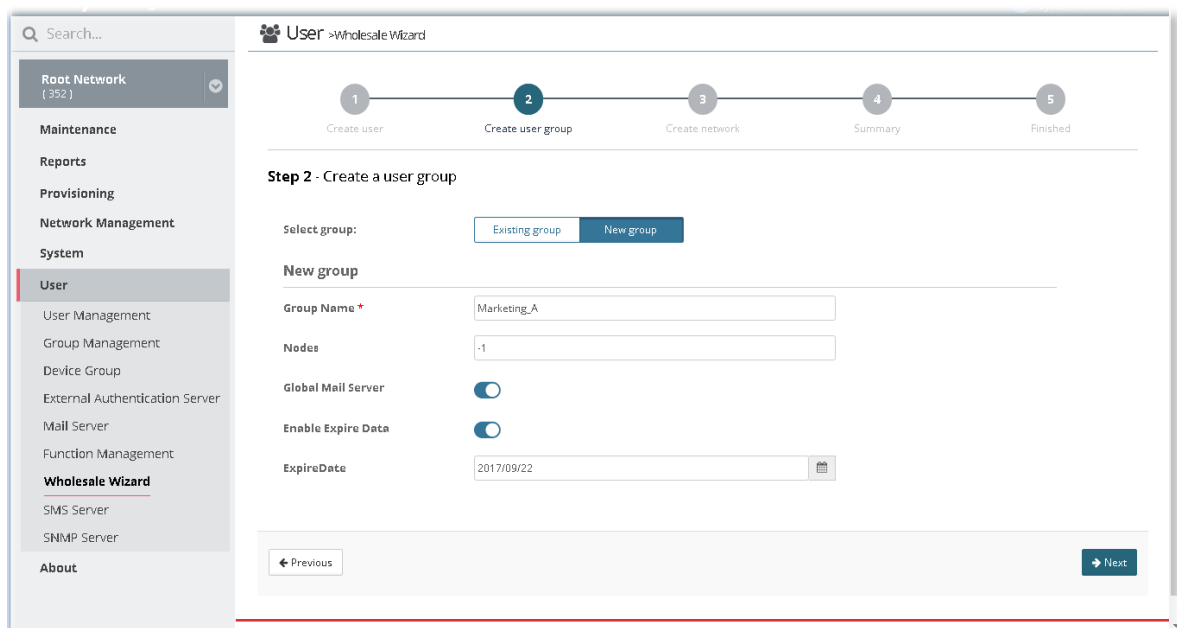 Search...
Root Network
( 352 )
Maintenance
Reports
Provisioning
Network Management
System
User
User Management
Group Management
Device Group
External Authentication Server
Mail Server
Function Management
Wholesale Wizard
SMS Server
SNMP Server
About
User >Wholesale Wizard
1 2 3 4 5
Create user Create user group Create network Summary Finished
Step 2 - Create a user group
Select group: Existing group New group
New group
Group Name * Marketing_A
Nodes -1
Global Mail Server
Enable Expire Data
ExpireDate 2017/09/22
Previous Next